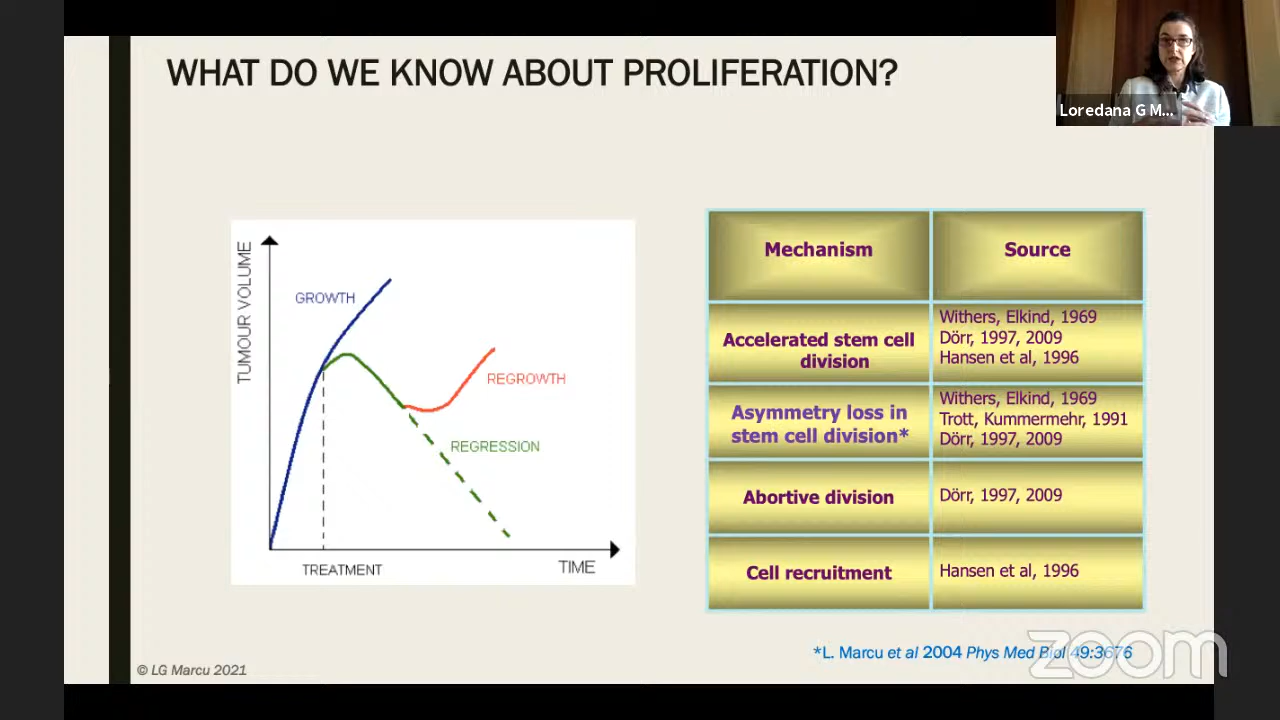 WHAT DO WE KNOW ABOUT PROLIFERATION?
Loredana G M...
TUMOUR VOLUME
GROWTH
REGROWTH
REGRESSION
TREATMENT
TIME
Mechanism
Source
Accelerated stem cell
division
Withers, Elkind, 1969
Dörr, 1997, 2009
Hansen et al, 1996
Asymmetry loss in
stem cell division*
Withers, Elkind, 1969
Trott, Kummermehr, 1991
Dörr, 1997, 2009
Abortive division
Dörr, 1997, 2009
Cell recruitment
Hansen et al, 1996
*L. Marcu et al 2004 Phys Med Biol 49:3676
zoom
© LG Marcu 2021